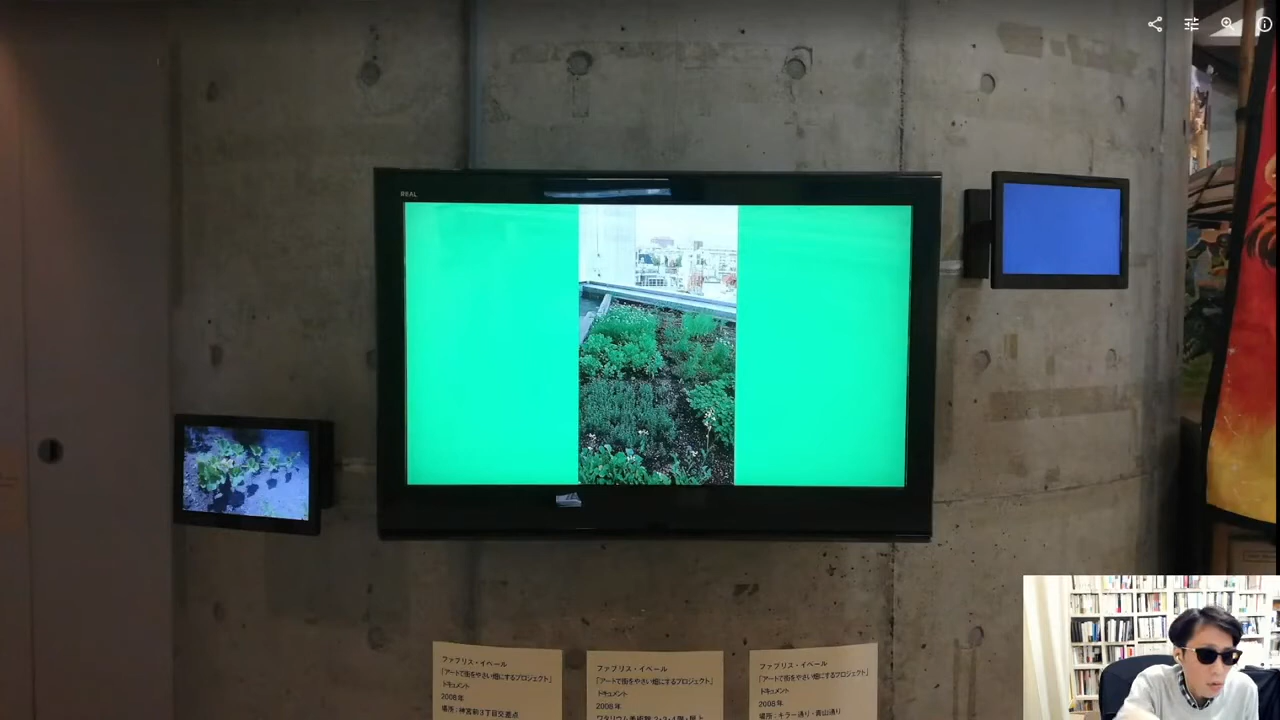 REAL
ファブリス・イベール
「アートで街をやさい畑にするプロジェクト」
ドキュメント
2008年
場所：神宮前3丁目交差点
ファブリス・イベール
「アートで街をやさい畑にするプロジェクト」
ドキュメント
2008年
ワタリウム美術館 2・3・4階・屋上
ファブリス・イベール
「アートで街をやさい畑にするプロジェクト」
ドキュメント
2008年
場所：キラー通り・青山通り